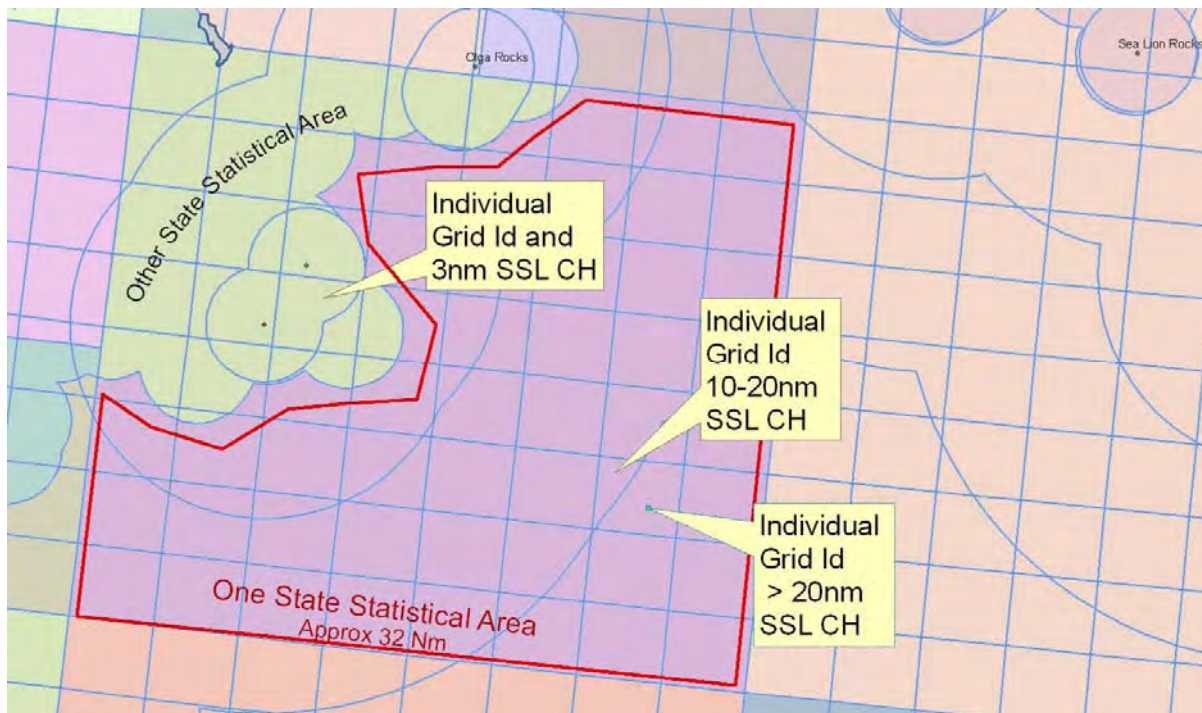 Olga Rocks
Sea Lion Rocks
Other State Statistical Area
Individual
Grid Id and
3nm SSL CH
Individual
Grid Id
10-20nm
SSL CH
Individual
Grid Id
> 20nm
SSL CH
One State Statistical Area
Approx 32 Nm